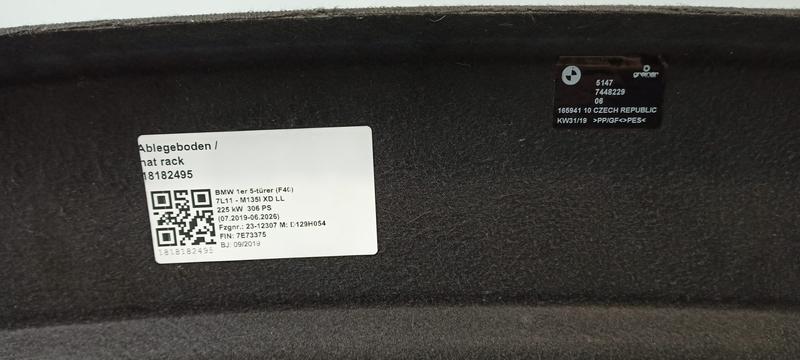 Ablegeboden /
hat rack
18182495
BMW 1er 5-türer (F40)
7L11 - M135I XD LL
225 kW 306 PS
(07.2019-06.2025)
Fzgnr.: 23-12307 M: D129H054
FIN: 7E73375
BJ: 09/2019
1818182495
greiner
5147
7448229
06
165941 10 CZECH REPUBLIC
KW31/19 >PP/GF<>PES<